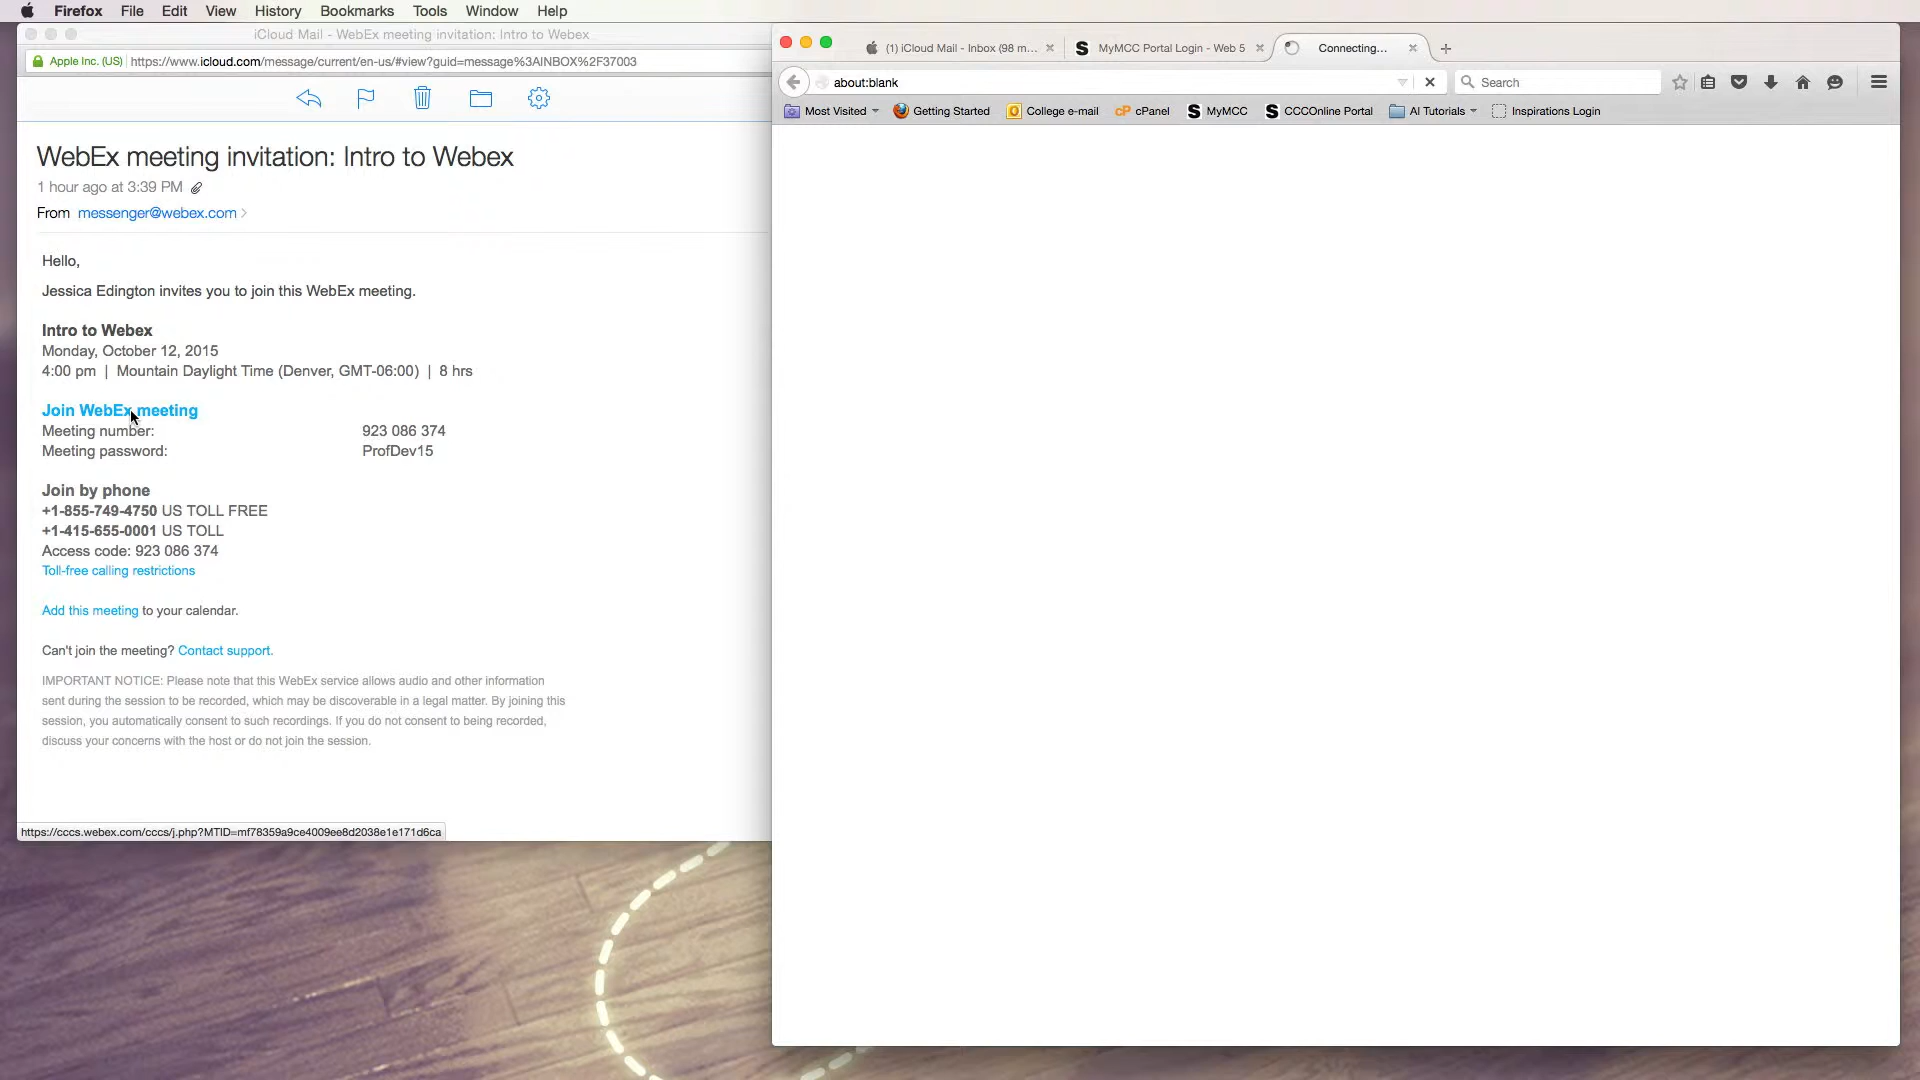 Firefox File Edit View History Bookmarks Tools Window Help
iCloud Mail - WebEx meeting invitation: Intro to Webex
Apple Inc. (US) https://www.icloud.com/message/current/en-us/#view?guid=message%3AINBOX%2F37003
WebEx meeting invitation: Intro to Webex
1 hour ago at 3:39 PM
From messenger@webex.com
Hello,
Jessica Edington invites you to join this WebEx meeting.
Intro to Webex
Monday, October 12, 2015
4:00 pm | Mountain Daylight Time (Denver, GMT-06:00) | 8 hrs
Join WebEx meeting
Meeting number: 923 086 374
Meeting password: ProfDev15
Join by phone
+1-855-749-4750 US TOLL FREE
+1-415-655-0001 US TOLL
Access code: 923 086 374
Toll-free calling restrictions
Add this meeting to your calendar.
Can't join the meeting? Contact support.
IMPORTANT NOTICE: Please note that this WebEx service allows audio and other information
sent during the session to be recorded, which may be discoverable in a legal matter. By joining this
session, you automatically consent to such recordings. If you do not consent to being recorded,
discuss your concerns with the host or do not join the session.
https://cccs.webex.com/cccs/j.php?MTID=mf78359a9ce4009ee8d2038e1e171d6ca
(1) iCloud Mail - Inbox (98 m... MyMCC Portal Login - Web 5 Connecting...
about:blank Search
Most Visited Getting Started College e-mail cP cPanel MyMCC CCCOnline Portal AI Tutorials Inspirations Login